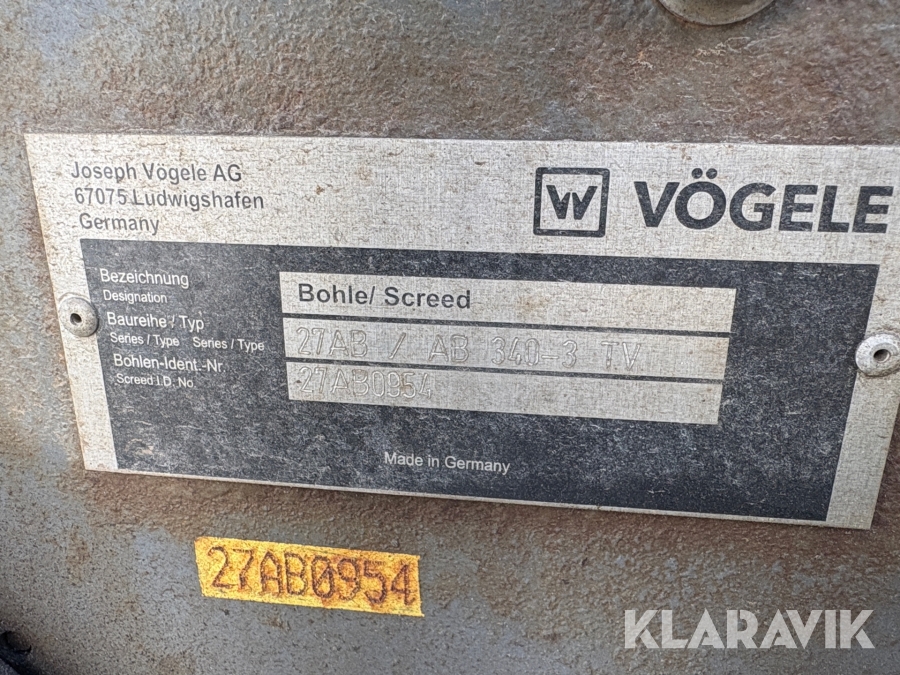 Joseph Vögele AG
67075 Ludwigshafen
Germany
W VÖGELE
Bezeichnung
Designation
Bohle/ Screed
Baureihe / Typ
Series / Type Series / Type
27AB / AB 340-3 TV
Bohlen-Ident.-Nr
Screed I.D. No.
27AB0954
Made in Germany
27AB0954
KLARAVIK